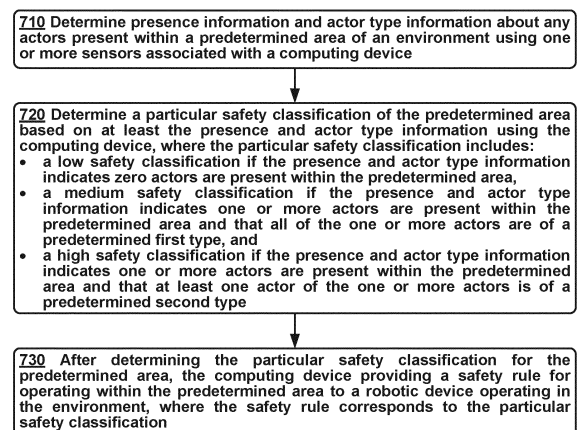 710 Determine presence information and actor type information about any
actors present within a predetermined area of an environment using one
or more sensors associated with a computing device
720 Determine a particular safety classification of the predetermined area
based on at least the presence and actor type information using the
computing device, where the particular safety classification includes:
• a low safety classification if the presence and actor type information
indicates zero actors are present within the predetermined area,
• a medium safety classification if the presence and actor type
information indicates one or more actors are present within the
predetermined area and that all of the one or more actors are of a
predetermined first type, and
• a high safety classification if the presence and actor type information
indicates one or more actors are present within the predetermined
area and that at least one actor of the one or more actors is of a
predetermined second type
730 After determining the particular safety classification for the
predetermined area, the computing device providing a safety rule for
operating within the predetermined area to a robotic device operating in
the environment, where the safety rule corresponds to the particular
safety classification